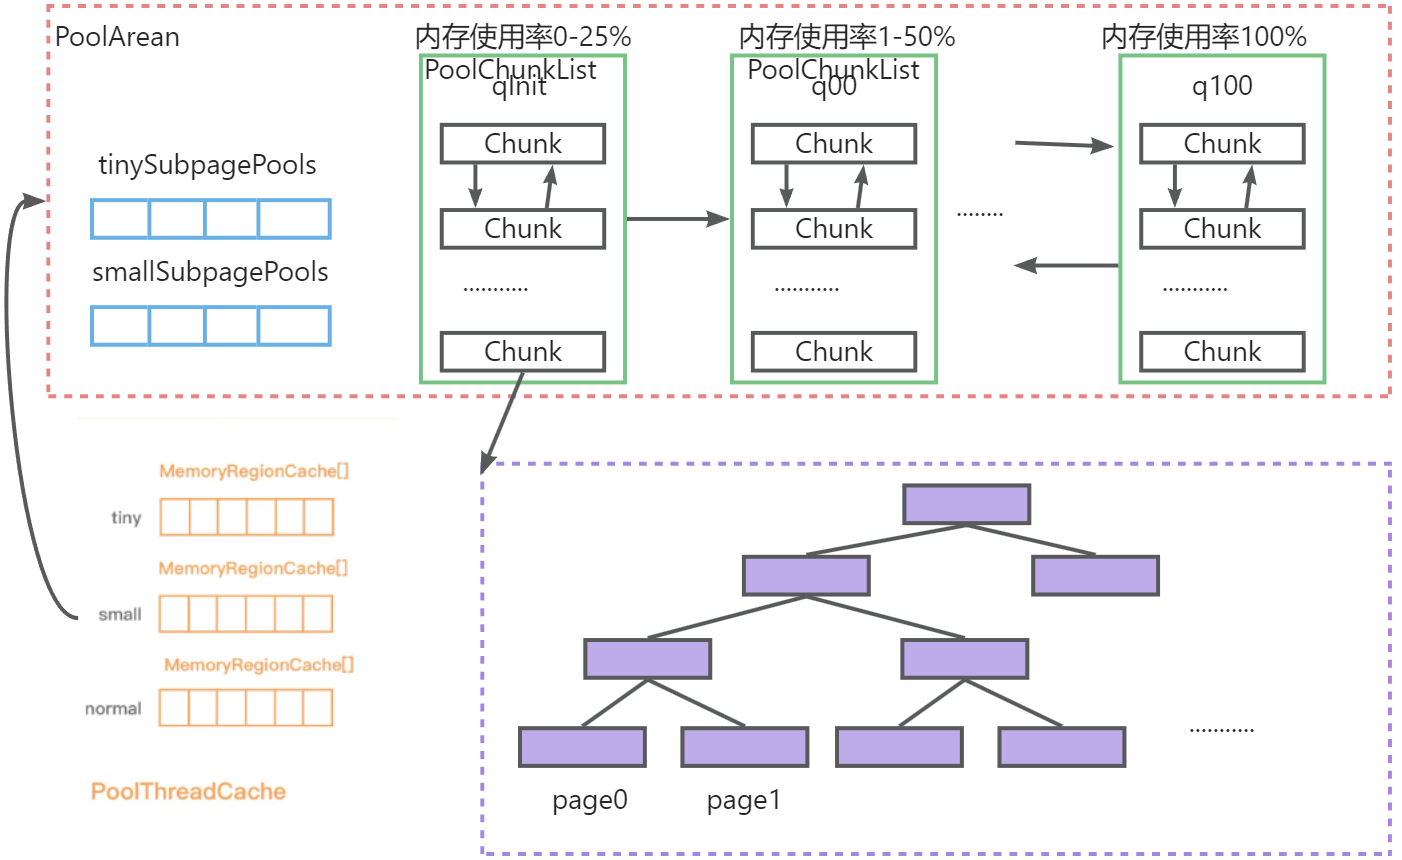 PoolArean
内存使用率0-25%
内存使用率1-50%
内存使用率100%
PoolChunkList
PoolChunkList
qInit
q00
q100
Chunk
Chunk
Chunk
tinySubpagePools
Chunk
Chunk
Chunk
........
smallSubpagePools
...........
...........
...........
Chunk
Chunk
Chunk
MemoryRegionCache[]
tiny
MemoryRegionCache[]
small
MemoryRegionCache[]
normal
PoolThreadCache
...........
page0
page1